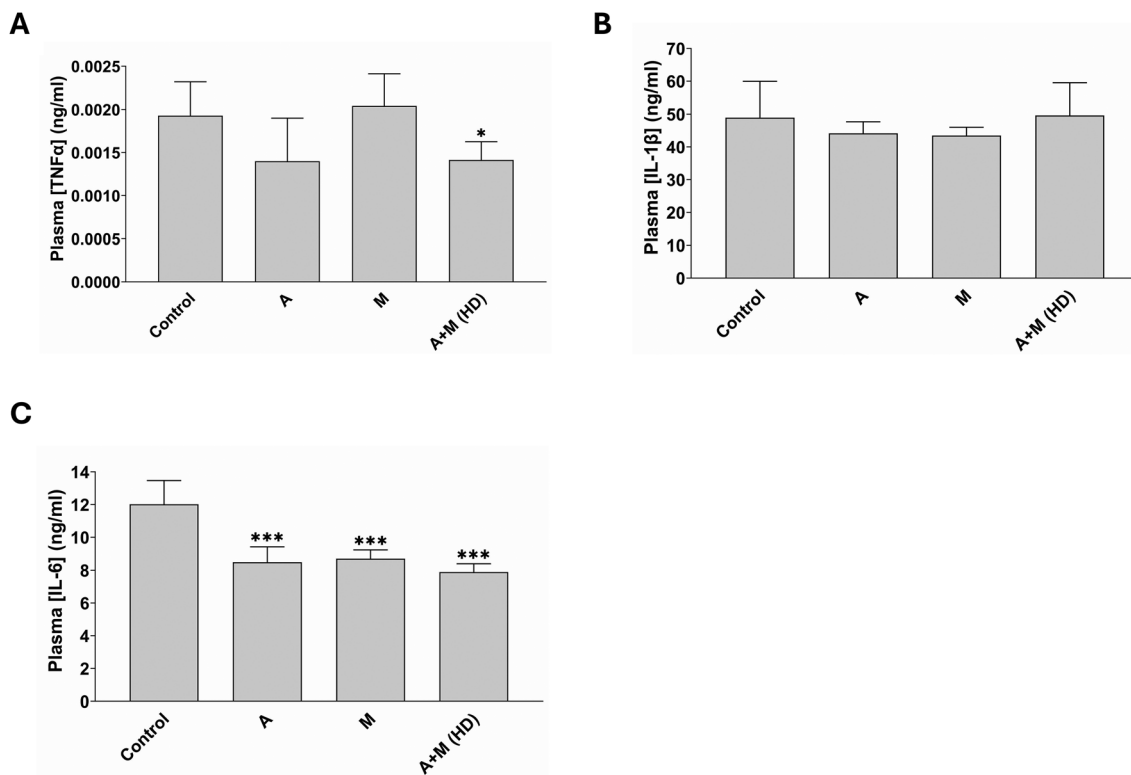 A
Plasma [TNFα] (ng/ml)
0.0025
0.0020
0.0015
0.0010
0.0005
0.0000
*
Control
A
M
A+M (HD)
B
Plasma [IL-1β] (ng/ml)
70
60
50
40
30
20
10
0
Control
A
M
A+M (HD)
C
Plasma [IL-6] (ng/ml)
14
12
10
8
6
4
2
0
***
***
***
Control
A
M
A+M (HD)